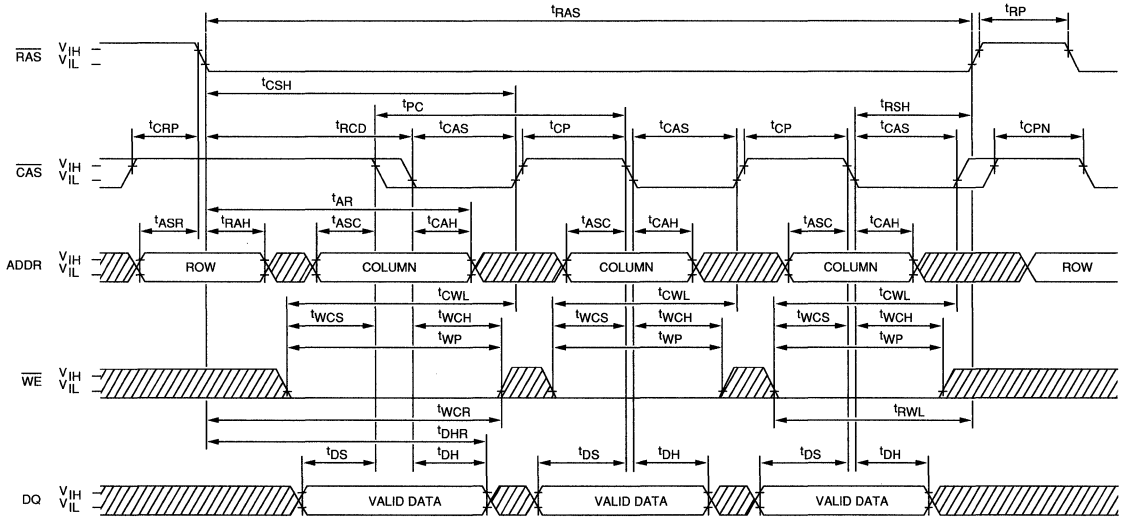 tRAS
tRP
RAS VIH
VIL
tCSH
tPC
tRSH
tCRP
tRCD
tCAS
tCP
tCAS
tCP
tCAS
tCPN
CAS VIH
VIL
tAR
tASR
tRAH
tASC
tCAH
tASC
tCAH
tASC
tCAH
ADDR VIH
VIL
ROW
COLUMN
COLUMN
COLUMN
ROW
tCWL
tCWL
tCWL
tWCS
tWCH
tWCS
tWCH
tWCS
tWCH
tWP
tWP
tWP
WE VIH
VIL
tWCR
tRWL
tDHR
tDS
tDH
tDS
tDH
tDS
tDH
DQ VIH
VIL
VALID DATA
VALID DATA
VALID DATA